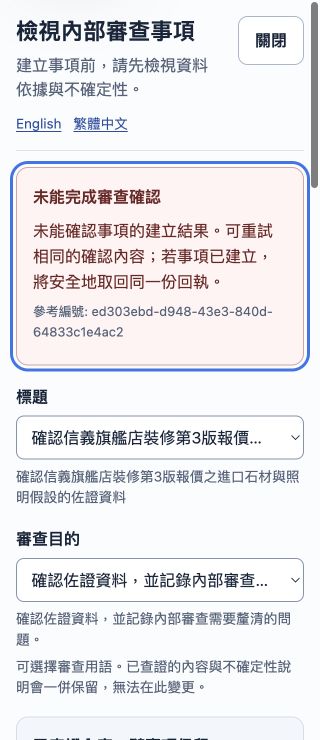 檢視內部審查事項
關閉
建立事項前，請先檢視資料
依據與不確定性。
English 繁體中文
未能完成審查確認
未能確認事項的建立結果。可重試
相同的確認內容；若事項已建立，
將安全地取回同一份回執。
參考編號: ed303ebd-d948-43e3-840d-
64833c1e4ac2
標題
確認信義旗艦店裝修第3版報價...
確認信義旗艦店裝修第3版報價之進口石材與照
明假設的佐證資料
審查目的
確認佐證資料，並記錄內部審查...
確認佐證資料，並記錄內部審查需要釐清的問
題。
可選擇審查用語。已查證的內容與不確定性說
明會一併保留，無法在此變更。